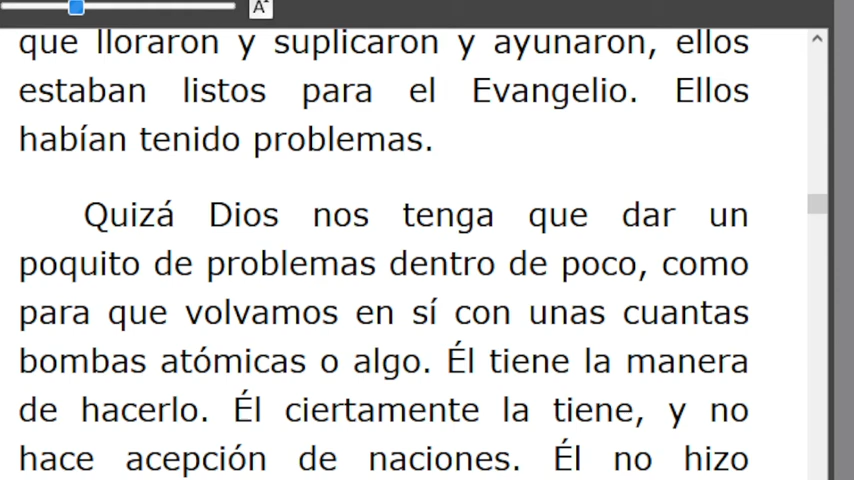 A
que lloraron y suplicaron y ayunaron, ellos
estaban listos para el Evangelio. Ellos
habían tenido problemas.
Quizá Dios nos tenga que dar un
poquito de problemas dentro de poco, como
para que volvamos en sí con unas cuantas
bombas atómicas o algo. Él tiene la manera
de hacerlo. Él ciertamente la tiene, y no
hace acepción de naciones. Él no hizo